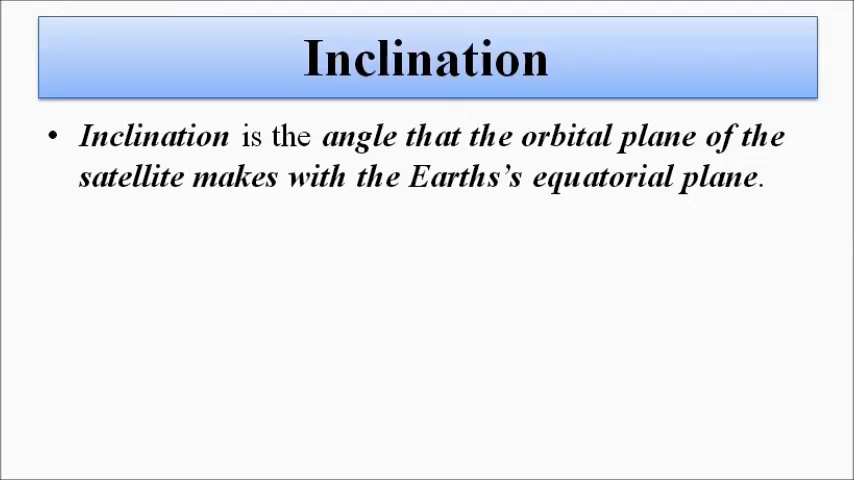 Inclination
• Inclination is the angle that the orbital plane of the
satellite makes with the Earths's equatorial plane.